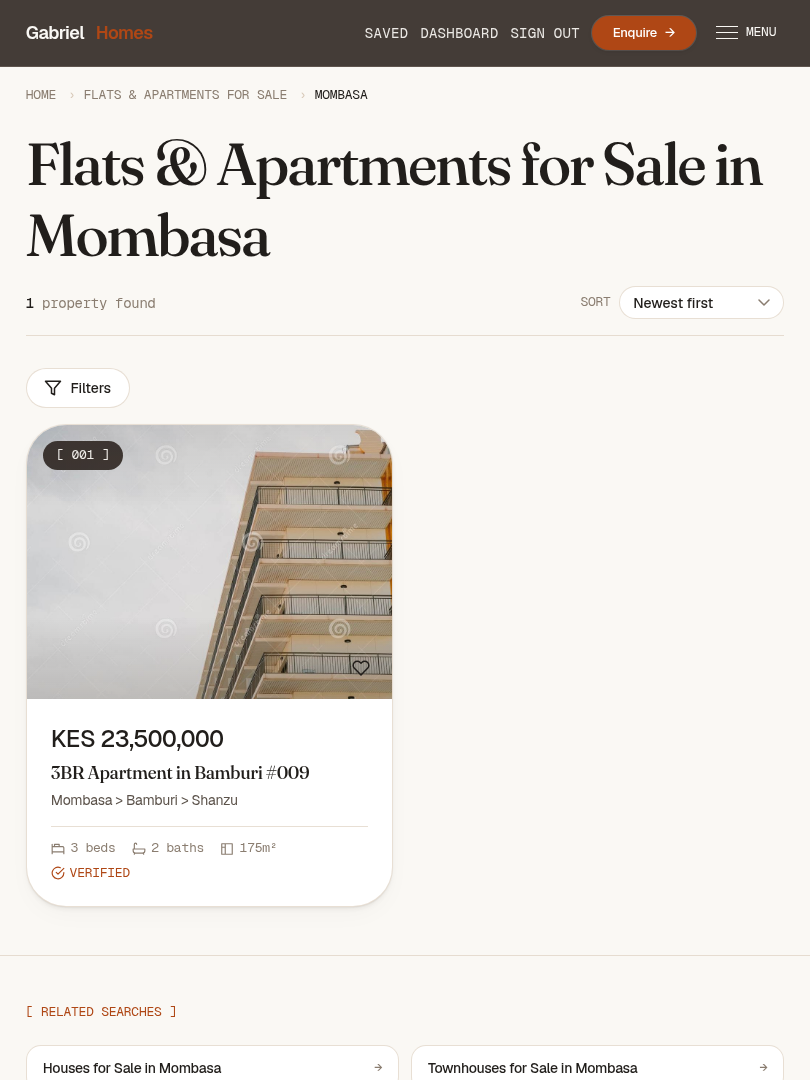 Gabriel Homes
SAVED DASHBOARD SIGN OUT Enquire → MENU
HOME › FLATS & APARTMENTS FOR SALE › MOMBASA
Flats & Apartments for Sale in
Mombasa
1 property found
SORT Newest first
Filters
[ 001 ]
KES 23,500,000
3BR Apartment in Bamburi #009
Mombasa > Bamburi > Shanzu
3 beds 2 baths 175m²
VERIFIED
[ RELATED SEARCHES ]
Houses for Sale in Mombasa →
Townhouses for Sale in Mombasa →